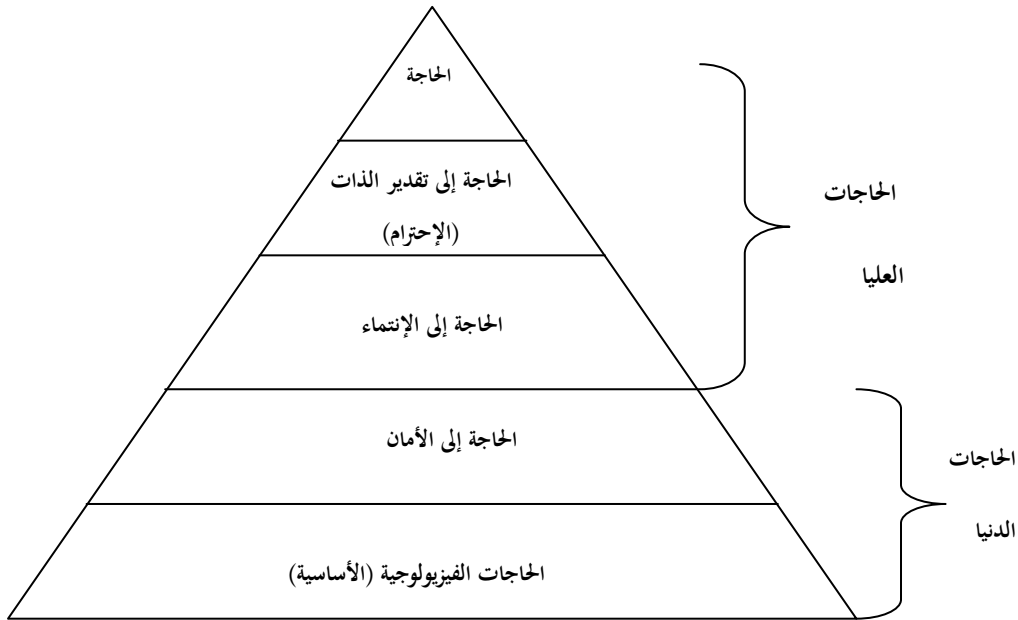 الحاجة
الحاجة إلى تقدير الذات
(الإحترام)
الحاجة إلى الإنتماء
الحاجة إلى الأمان
الحاجات الفيزيولوجية (الأساسية)
الحاجات
العليا
الحاجات
الدنيا